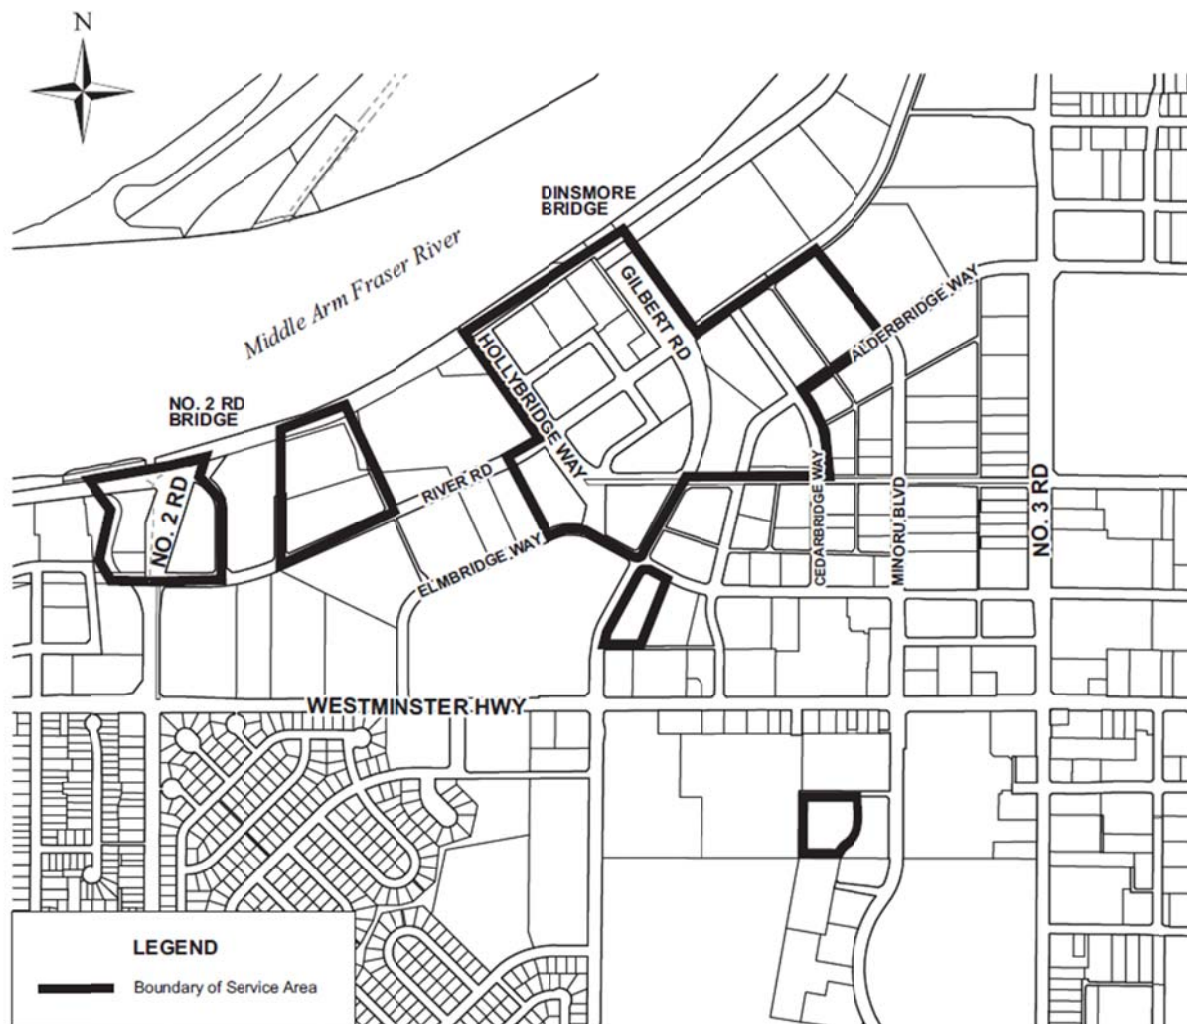 N
DINSMORE
BRIDGE
Middle Arm Fraser River
GILBERT RD
ALDERBRIDGE WAY
HOLLYBRIDGE WAY
NO. 2 RD
BRIDGE
RIVER RD
NO. 2 RD
CEDARBRIDGE WAY
MINORU BLVD
NO. 3 RD
ELMBRIDGE WAY
WESTMINSTER HWY
LEGEND
Boundary of Service Area